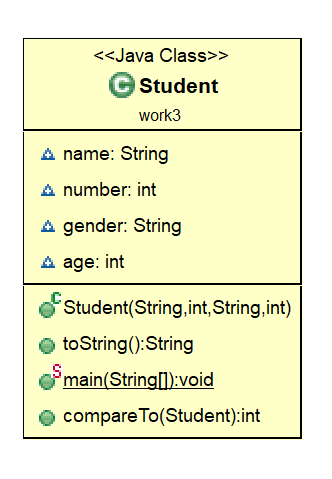 <<Java Class>>
C Student
work3
name: String
number: int
gender: String
age: int
C Student(String,int,String,int)
toString():String
S main(String[]):void
compareTo(Student):int